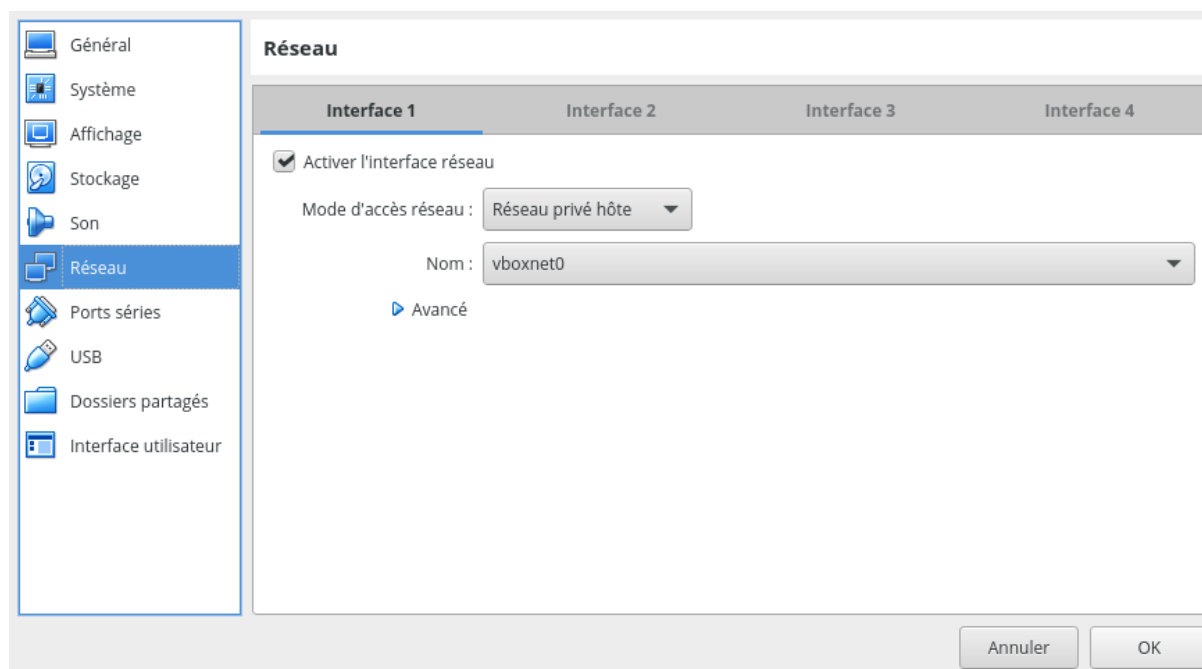 Général
Système
Affichage
Stockage
Son
Réseau
Ports séries
USB
Dossiers partagés
Interface utilisateur
Réseau
Interface 1 Interface 2 Interface 3 Interface 4
Activer l'interface réseau
Mode d'accès réseau : Réseau privé hôte
Nom : vboxnet0
Avancé
Annuler OK